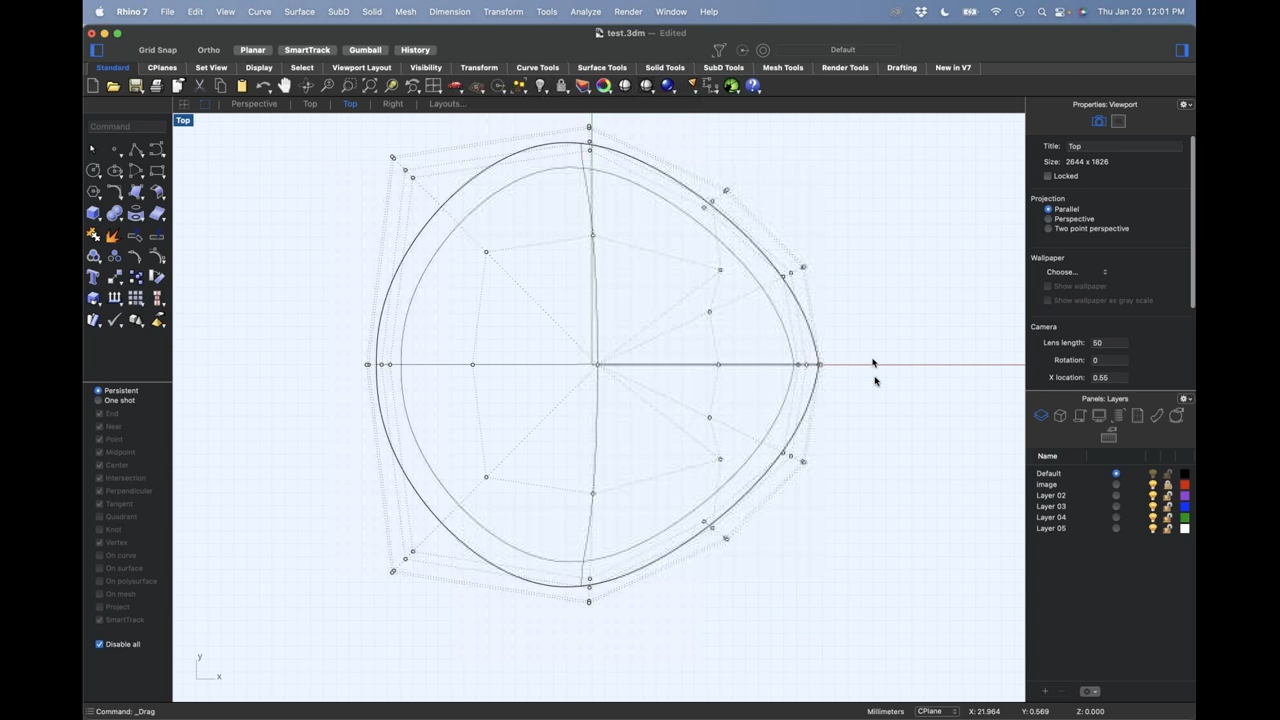 Rhino 7 File Edit View Curve Surface SubD Solid Mesh Dimension Transform Tools Analyze Render Window Help Thu Jan 20 12:01 PM
test.3dm — Edited
Grid Snap Ortho Planar SmartTrack Gumball History Default
Standard CPlanes Set View Display Select Viewport Layout Visibility Transform Curve Tools Surface Tools Solid Tools SubD Tools Mesh Tools Render Tools Drafting New in V7
Perspective Top Top Right Layouts...
Properties: Viewport
Top
Command
Title: Top
Size: 2644 x 1826
Locked
Projection
Parallel
Perspective
Two point perspective
Wallpaper
Choose...
Show wallpaper
Show wallpaper as gray scale
Camera
Lens length: 50
Rotation: 0
X location: 0.55
Persistent
One shot
End
Near
Point
Midpoint
Center
Intersection
Perpendicular
Tangent
Quadrant
Knot
Vertex
On curve
On surface
On polysurface
On mesh
Project
SmartTrack
Disable all
Panels: Layers
Name
Default
image
Layer 02
Layer 03
Layer 04
Layer 05
y
x
Command: _Drag Millimeters CPlane X: 21.964 Y: 0.569 Z: 0.000